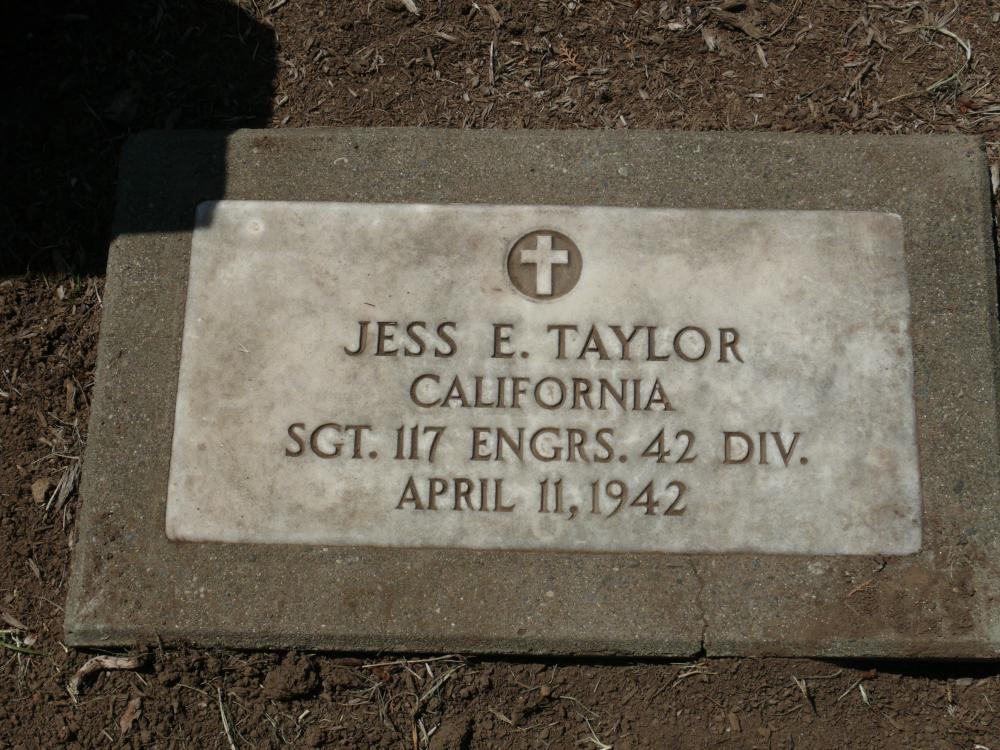 JESS E. TAYLOR
CALIFORNIA
SGT. 117 ENGRS. 42 DIV.
APRIL 11, 1942